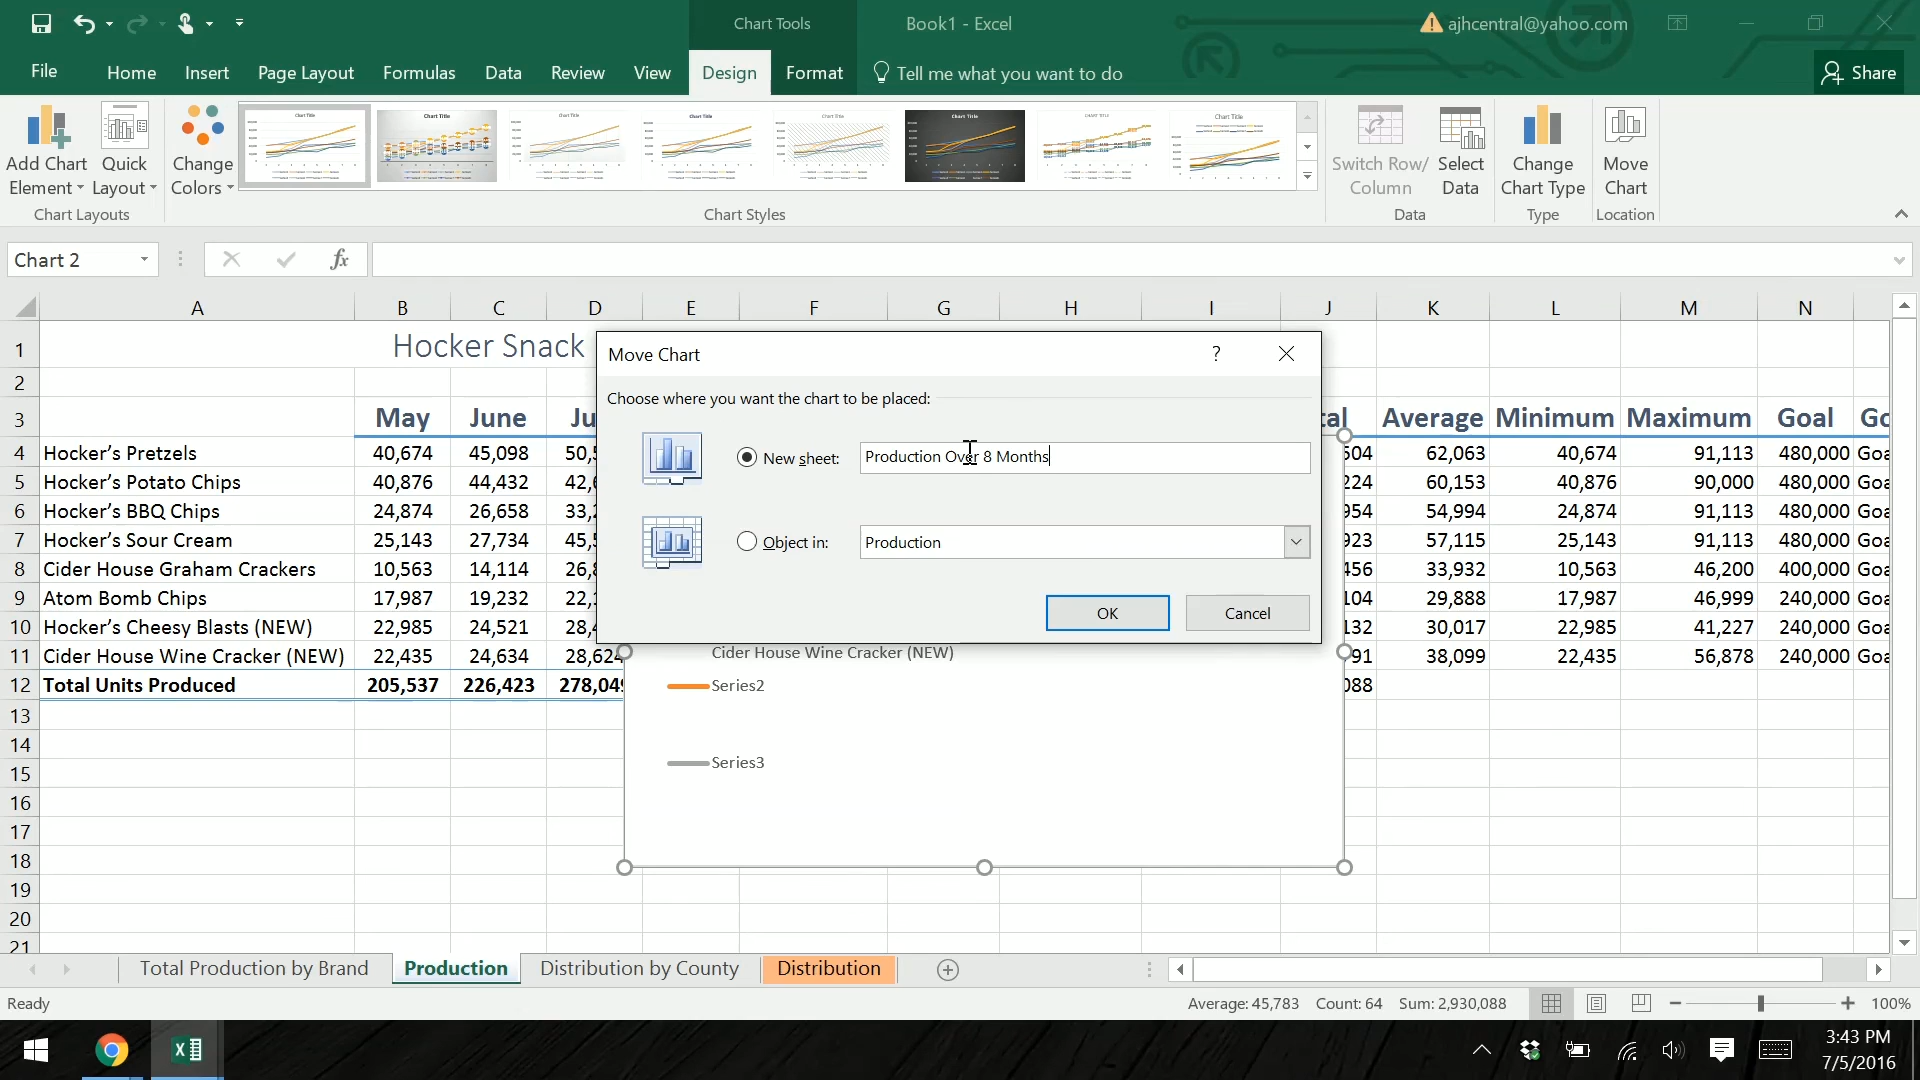 Chart Tools
Book1 - Excel
ajhcentral@yahoo.com
File Home Insert Page Layout Formulas Data Review View Design Format Tell me what you want to do Share
Add Chart Element
Quick Layout
Change Colors
Switch Row/ Column
Select Data
Change Chart Type
Move Chart
Chart Layouts Chart Styles Data Type Location
Chart 2 fx
A B C D E F G H I J K L M N
1 Hocker Snack
2
3 May June Ju tal Average Minimum Maximum Goal Go
4 Hocker's Pretzels 40,674 45,098 50,5 504 62,063 40,674 91,113 480,000 Goa
5 Hocker's Potato Chips 40,876 44,432 42,6 224 60,153 40,876 90,000 480,000 Goa
6 Hocker's BBQ Chips 24,874 26,658 33,2 954 54,994 24,874 91,113 480,000 Goa
7 Hocker's Sour Cream 25,143 27,734 45,5 923 57,115 25,143 91,113 480,000 Goa
8 Cider House Graham Crackers 10,563 14,114 26,8 456 33,932 10,563 46,200 400,000 Goa
9 Atom Bomb Chips 17,987 19,232 22,1 104 29,888 17,987 46,999 240,000 Goa
10 Hocker's Cheesy Blasts (NEW) 22,985 24,521 28,4 132 30,017 22,985 41,227 240,000 Goa
11 Cider House Wine Cracker (NEW) 22,435 24,634 28,624 91 38,099 22,435 56,878 240,000 Goa
12 Total Units Produced 205,537 226,423 278,049 088
13
14
15
16
17
18
19
20
21
Move Chart ?
Choose where you want the chart to be placed:
New sheet: Production Over 8 Months
Object in: Production
OK Cancel
Cider House Wine Cracker (NEW)
Series2
Series3
Total Production by Brand Production Distribution by County Distribution
Ready Average: 45,783 Count: 64 Sum: 2,930,088 100%
3:43 PM
7/5/2016